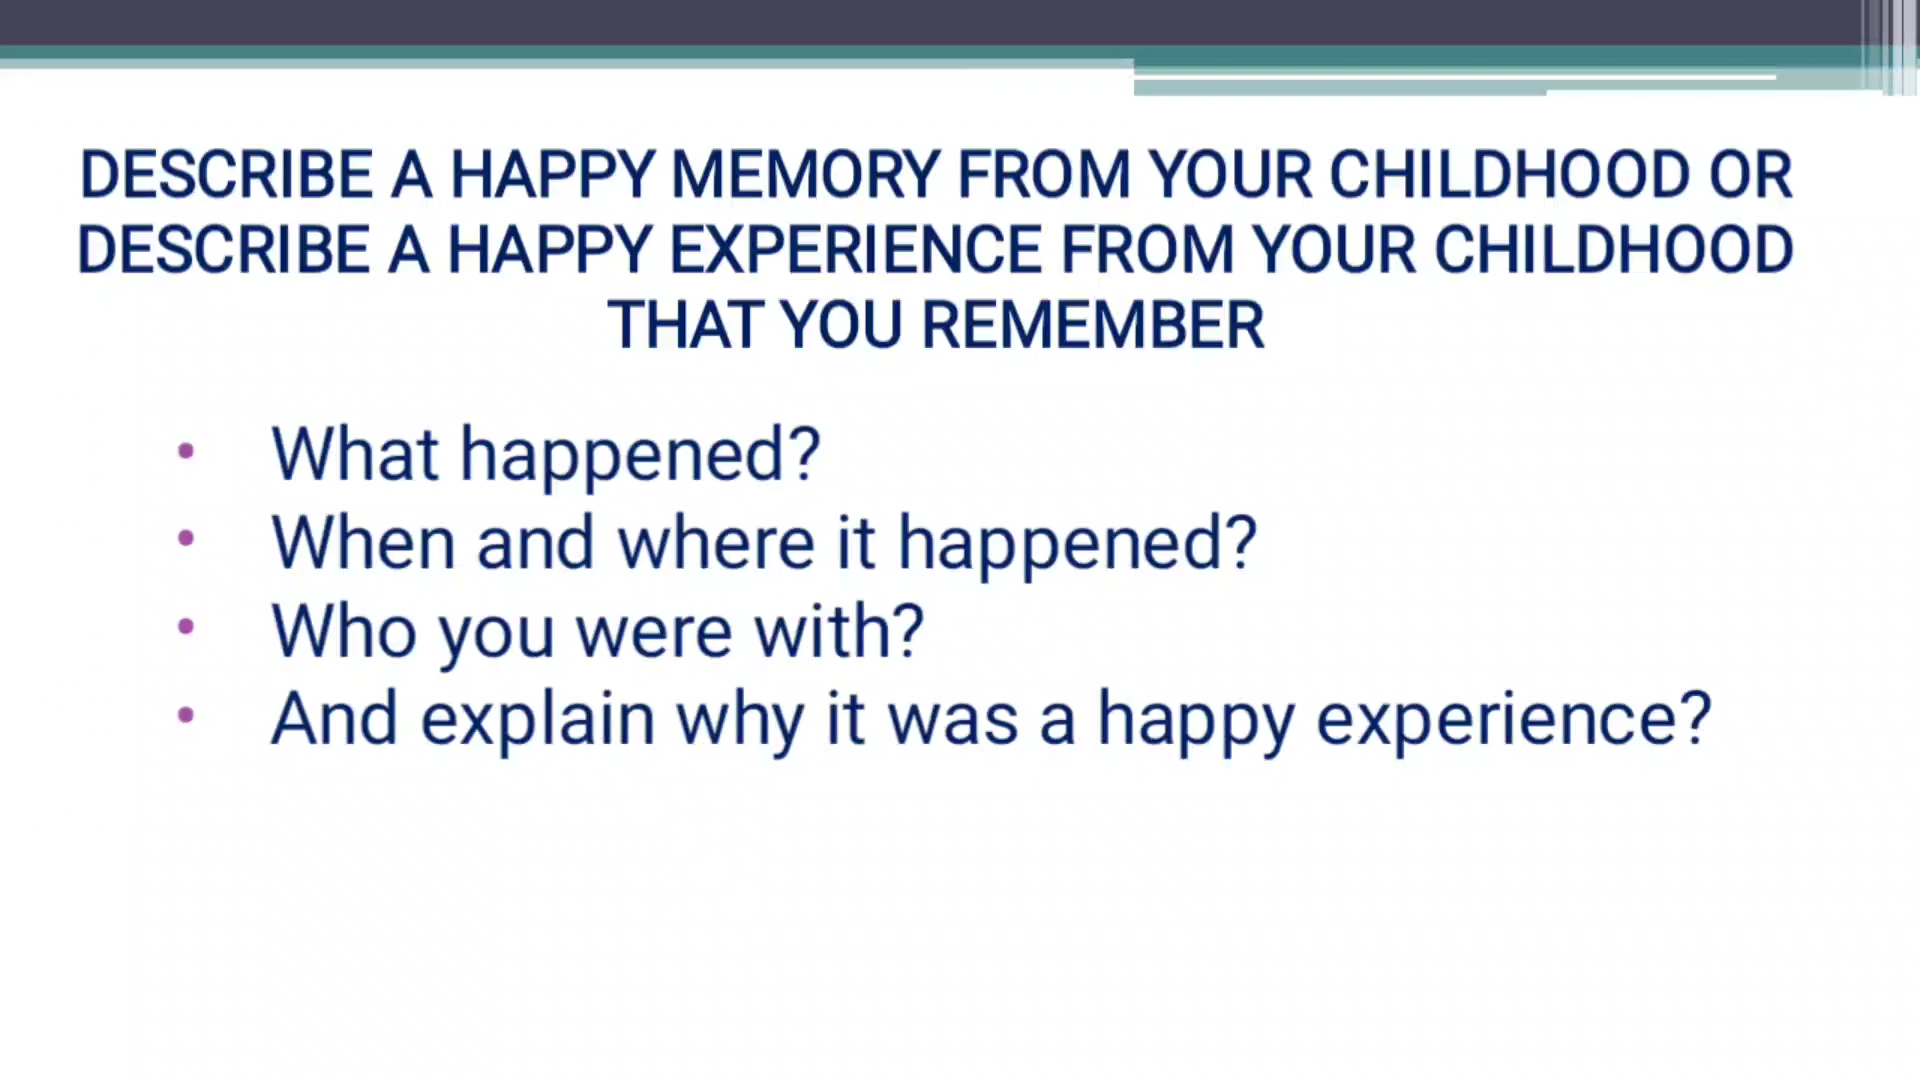 DESCRIBE A HAPPY MEMORY FROM YOUR CHILDHOOD OR
DESCRIBE A HAPPY EXPERIENCE FROM YOUR CHILDHOOD
THAT YOU REMEMBER
• What happened?
• When and where it happened?
• Who you were with?
• And explain why it was a happy experience?